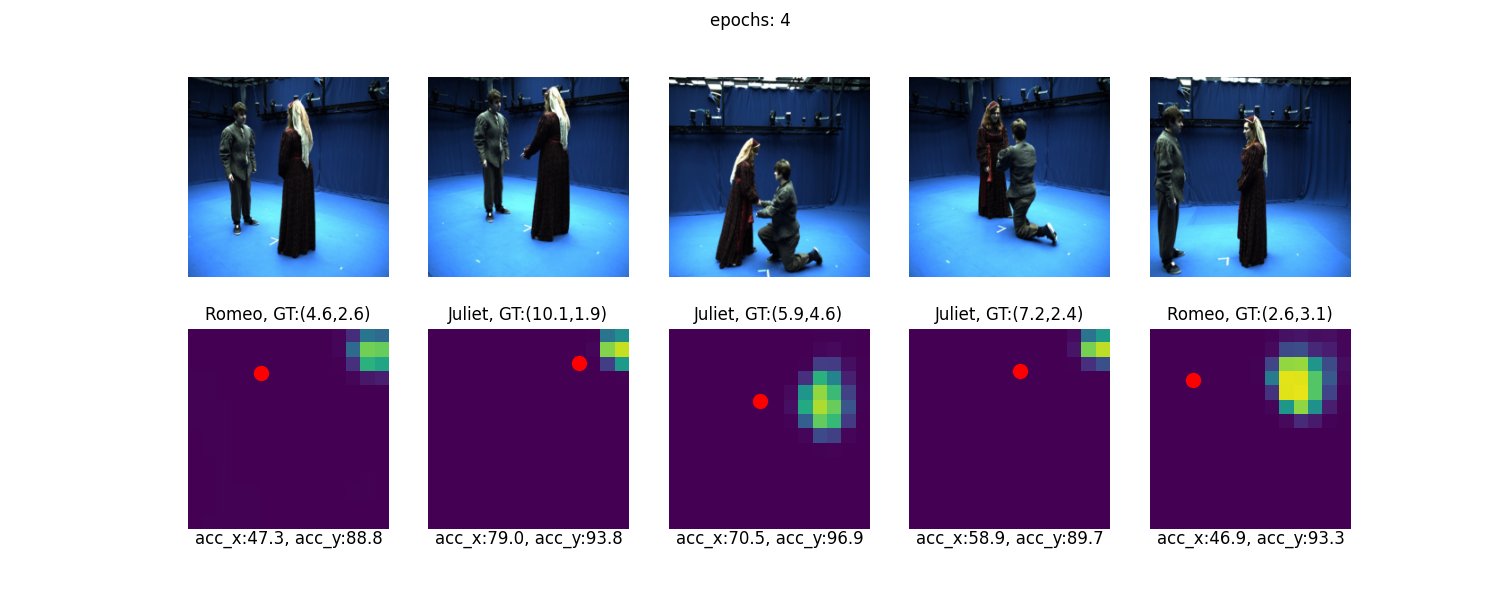 epochs: 4
Romeo, GT:(4.6,2.6)
Juliet, GT:(10.1,1.9)
Juliet, GT:(5.9,4.6)
Juliet, GT:(7.2,2.4)
Romeo, GT:(2.6,3.1)
acc_x:47.3, acc_y:88.8
acc_x:79.0, acc_y:93.8
acc_x:70.5, acc_y:96.9
acc_x:58.9, acc_y:89.7
acc_x:46.9, acc_y:93.3